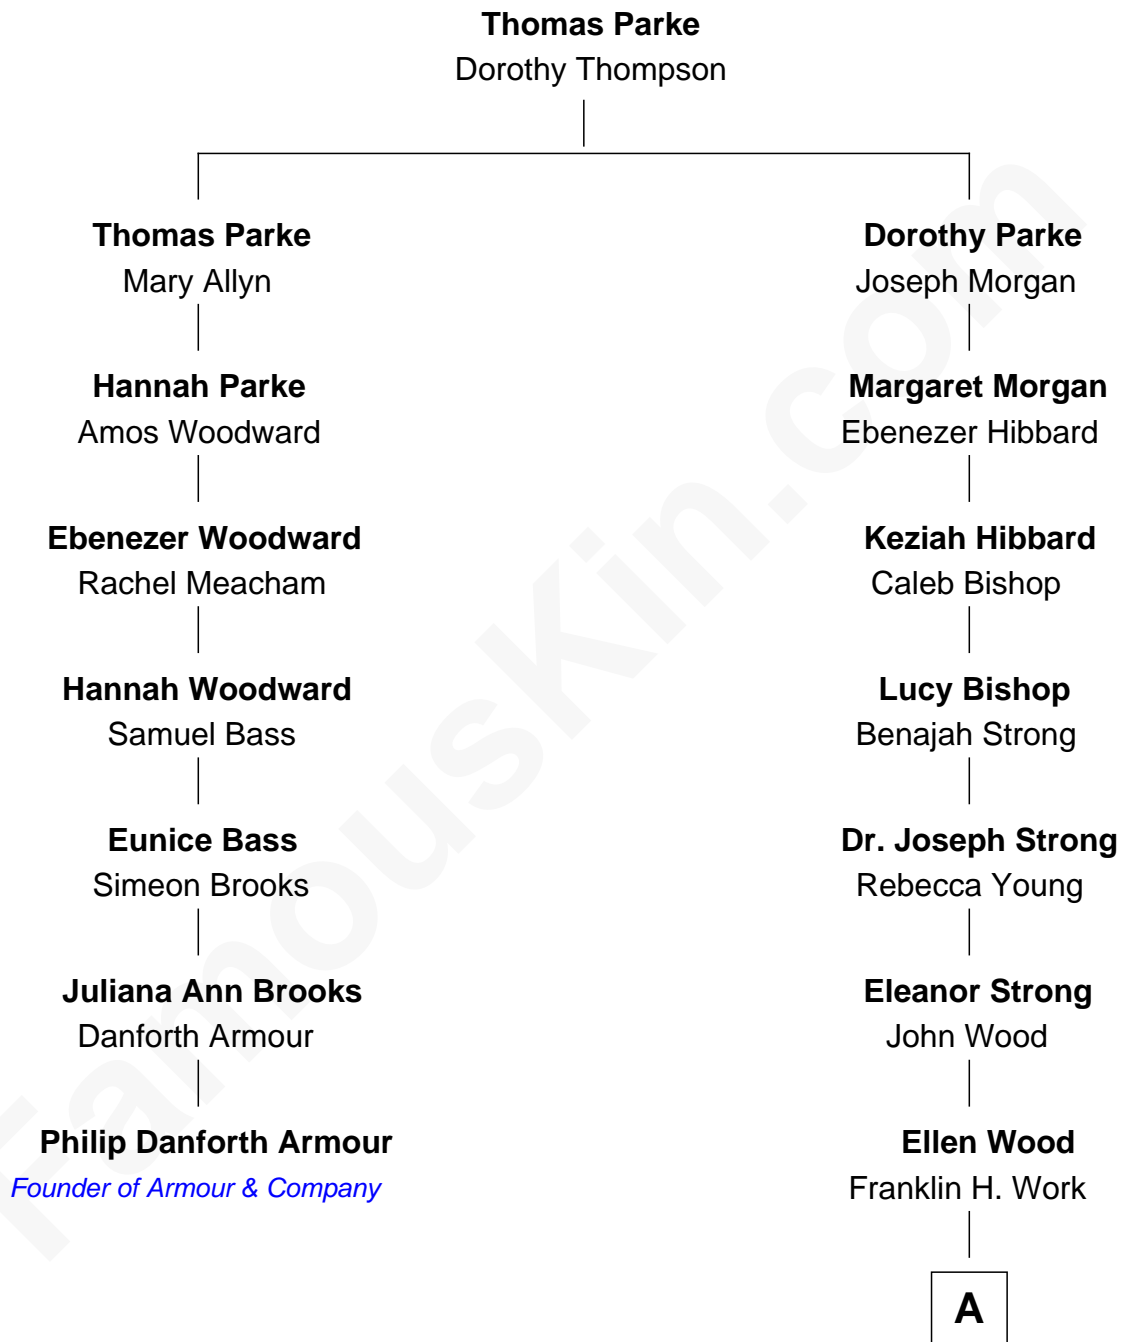 Thomas Parke
Dorothy Thompson
Thomas Parke
Mary Allyn
Hannah Parke
Amos Woodward
Ebenezer Woodward
Rachel Meacham
Hannah Woodward
Samuel Bass
Eunice Bass
Simeon Brooks
Juliana Ann Brooks
Danforth Armour
Philip Danforth Armour
Founder of Armour & Company
Dorothy Parke
Joseph Morgan
Margaret Morgan
Ebenezer Hibbard
Keziah Hibbard
Caleb Bishop
Lucy Bishop
Benajah Strong
Dr. Joseph Strong
Rebecca Young
Eleanor Strong
John Wood
Ellen Wood
Franklin H. Work
A
FamousKin.com